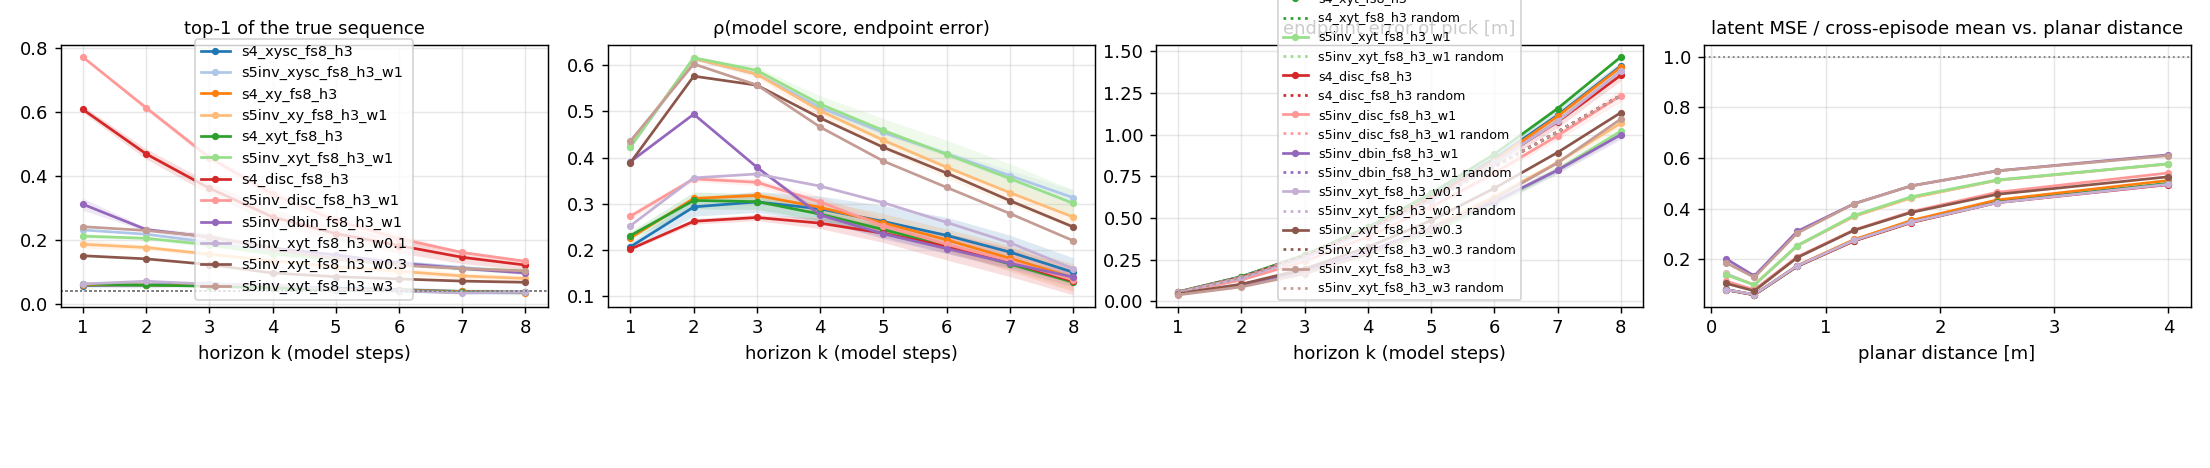 top-1 of the true sequence
0.8
0.6
0.4
0.2
0.0
1 2 3 4 5 6 7 8
horizon k (model steps)
s4_xysc_fs8_h3
s5inv_xysc_fs8_h3_w1
s4_xy_fs8_h3
s5inv_xy_fs8_h3_w1
s4_xyt_fs8_h3
s5inv_xyt_fs8_h3_w1
s4_disc_fs8_h3
s5inv_disc_fs8_h3_w1
s5inv_dbin_fs8_h3_w1
s5inv_xyt_fs8_h3_w0.1
s5inv_xyt_fs8_h3_w0.3
s5inv_xyt_fs8_h3_w3
ρ(model score, endpoint error)
0.6
0.5
0.4
0.3
0.2
0.1
1 2 3 4 5 6 7 8
horizon k (model steps)
endpoint error of pick [m]
1.50
1.25
1.00
0.75
0.50
0.25
0.00
1 2 3 4 5 6 7 8
horizon k (model steps)
s4_xyt_fs8_h3
s4_xyt_fs8_h3 random
s5inv_xyt_fs8_h3_w1
s5inv_xyt_fs8_h3_w1 random
s4_disc_fs8_h3
s4_disc_fs8_h3 random
s5inv_disc_fs8_h3_w1
s5inv_disc_fs8_h3_w1 random
s5inv_dbin_fs8_h3_w1
s5inv_dbin_fs8_h3_w1 random
s5inv_xyt_fs8_h3_w0.1
s5inv_xyt_fs8_h3_w0.1 random
s5inv_xyt_fs8_h3_w0.3
s5inv_xyt_fs8_h3_w0.3 random
s5inv_xyt_fs8_h3_w3
s5inv_xyt_fs8_h3_w3 random
latent MSE / cross-episode mean vs. planar distance
1.0
0.8
0.6
0.4
0.2
0 1 2 3 4
planar distance [m]